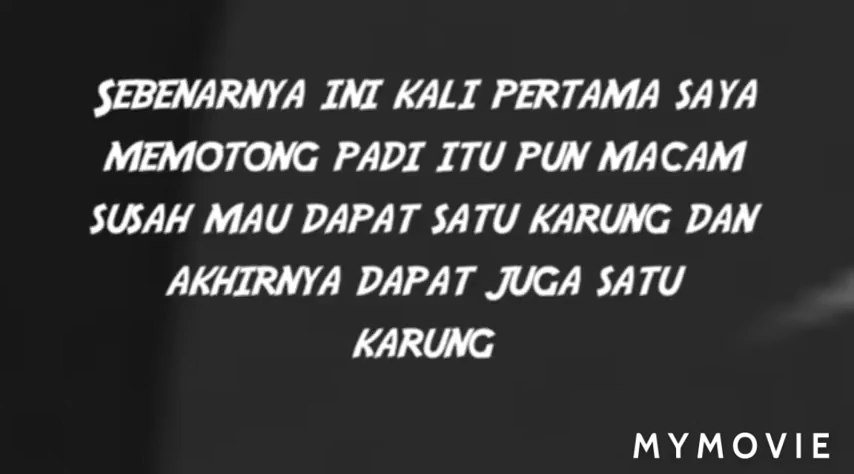 SEBENARNYA INI KALI PERTAMA SAYA
MEMOTONG PADI ITU PUN MACAM
SUSAH MAU DAPAT SATU KARUNG DAN
AKHIRNYA DAPAT JUGA SATU
KARUNG
MYMOVIE